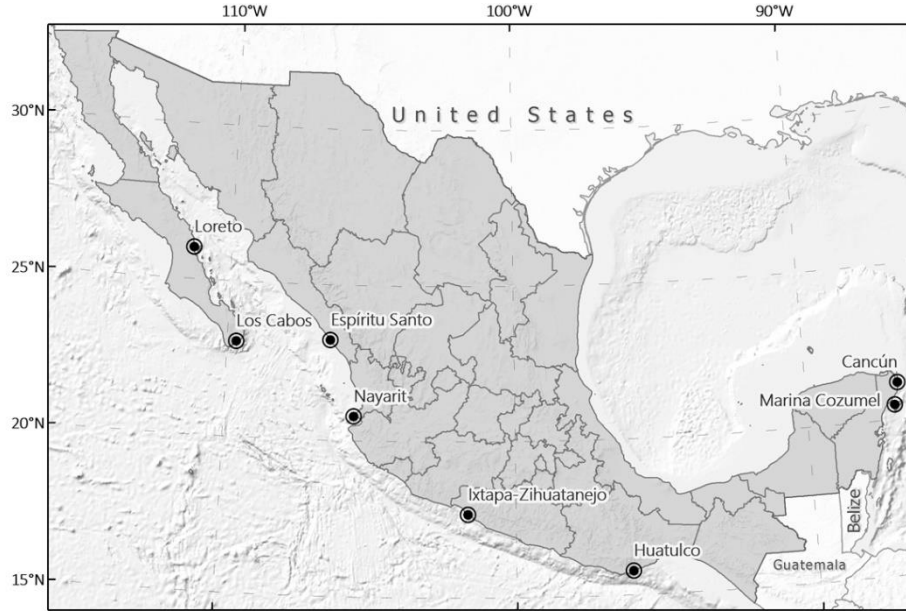 110°W
100°W
90°W
30°N
United States
Loreto
25°N
Los Cabos
Espíritu Santo
Cancún
Nayarit
Marina Cozumel
20°N
Ixtapa-Zihuatanejo
Belize
Huatulco
Guatemala
15°N